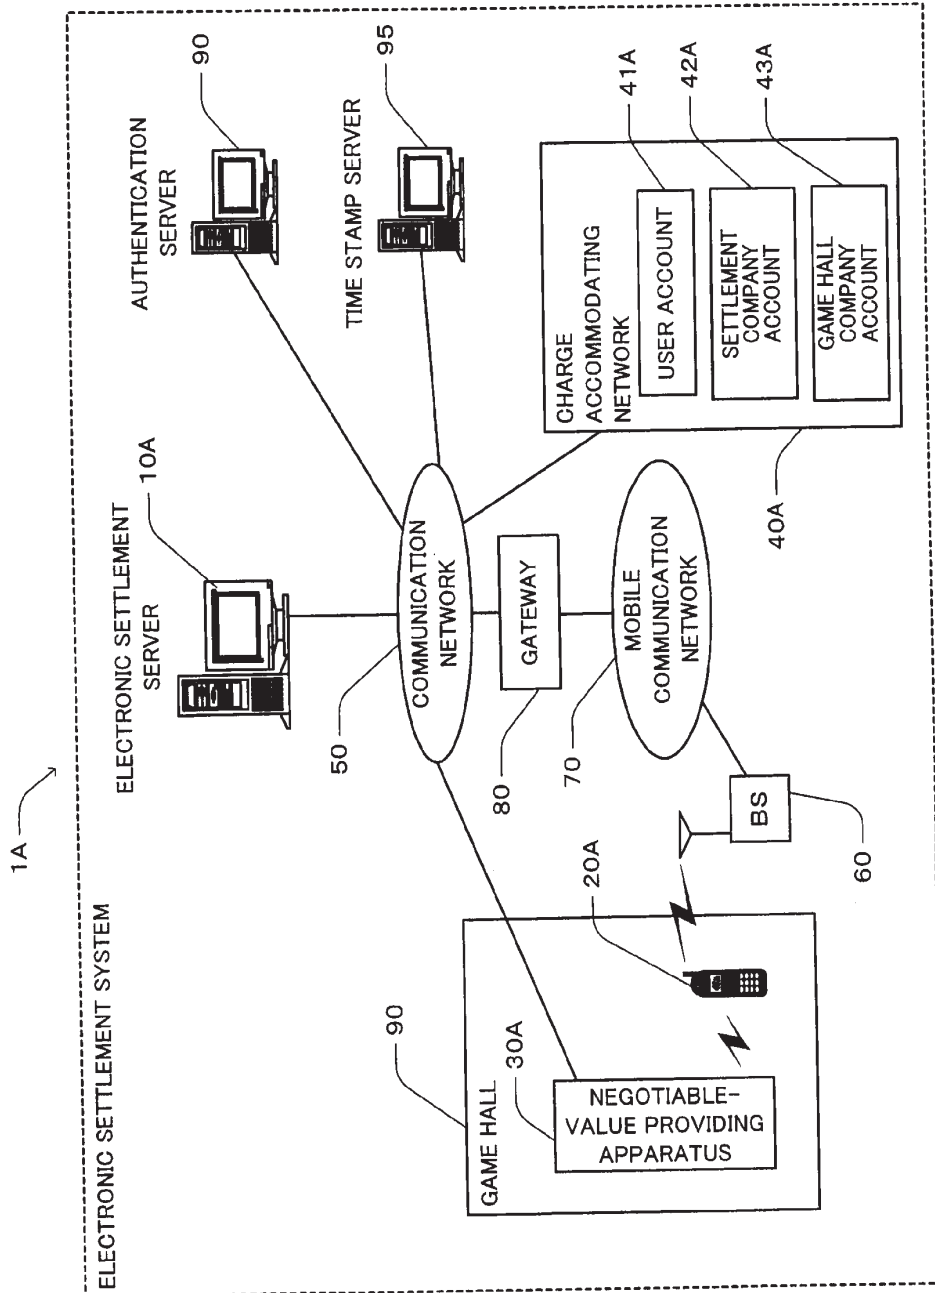 1A
ELECTRONIC SETTLEMENT SYSTEM
ELECTRONIC SETTLEMENT
SERVER
10A
AUTHENTICATION
SERVER
90
TIME STAMP SERVER
95
COMMUNICATION
NETWORK
50
GATEWAY
80
MOBILE
COMMUNICATION
NETWORK
70
BS
60
GAME HALL
90
30A
NEGOTIABLE-
VALUE PROVIDING
APPARATUS
20A
CHARGE
ACCOMMODATING
NETWORK
USER ACCOUNT
41A
SETTLEMENT
COMPANY
ACCOUNT
42A
GAME HALL
COMPANY
ACCOUNT
43A
40A